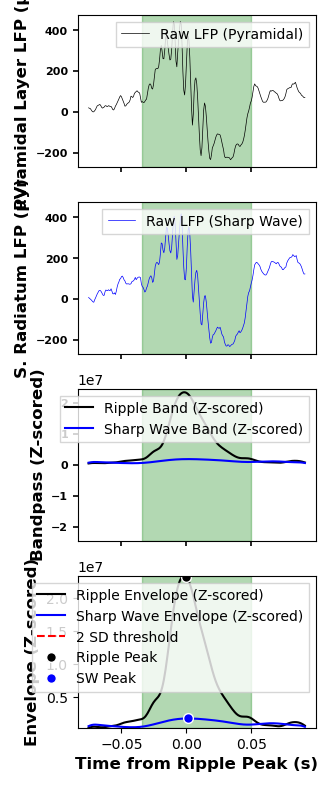 Pyramidal Layer LFP
400
200
0
−200
Raw LFP (Pyramidal)
S. Radiatum LFP
400
200
0
−200
Raw LFP (Sharp Wave)
Bandpass (Z-scored)
1e7
0
−1
−2
Ripple Band (Z-scored)
Sharp Wave Band (Z-scored)
Envelope (Z-scored)
1e7
2.0
1.5
1.0
0.5
Ripple Envelope (Z-scored)
Sharp Wave Envelope (Z-scored)
2 SD threshold
Ripple Peak
SW Peak
−0.05
0.00
0.05
Time from Ripple Peak (s)